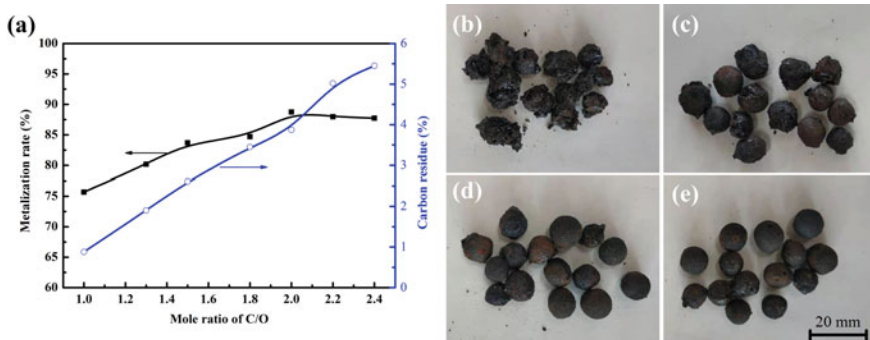 (a)
100
95
90
85
80
75
70
65
60
Metalization rate (%)
6
5
4
3
2
1
0
Carbon residue (%)
1.0 1.2 1.4 1.6 1.8 2.0 2.2 2.4
Mole ratio of C/O
(b)
(c)
(d)
(e)
20 mm